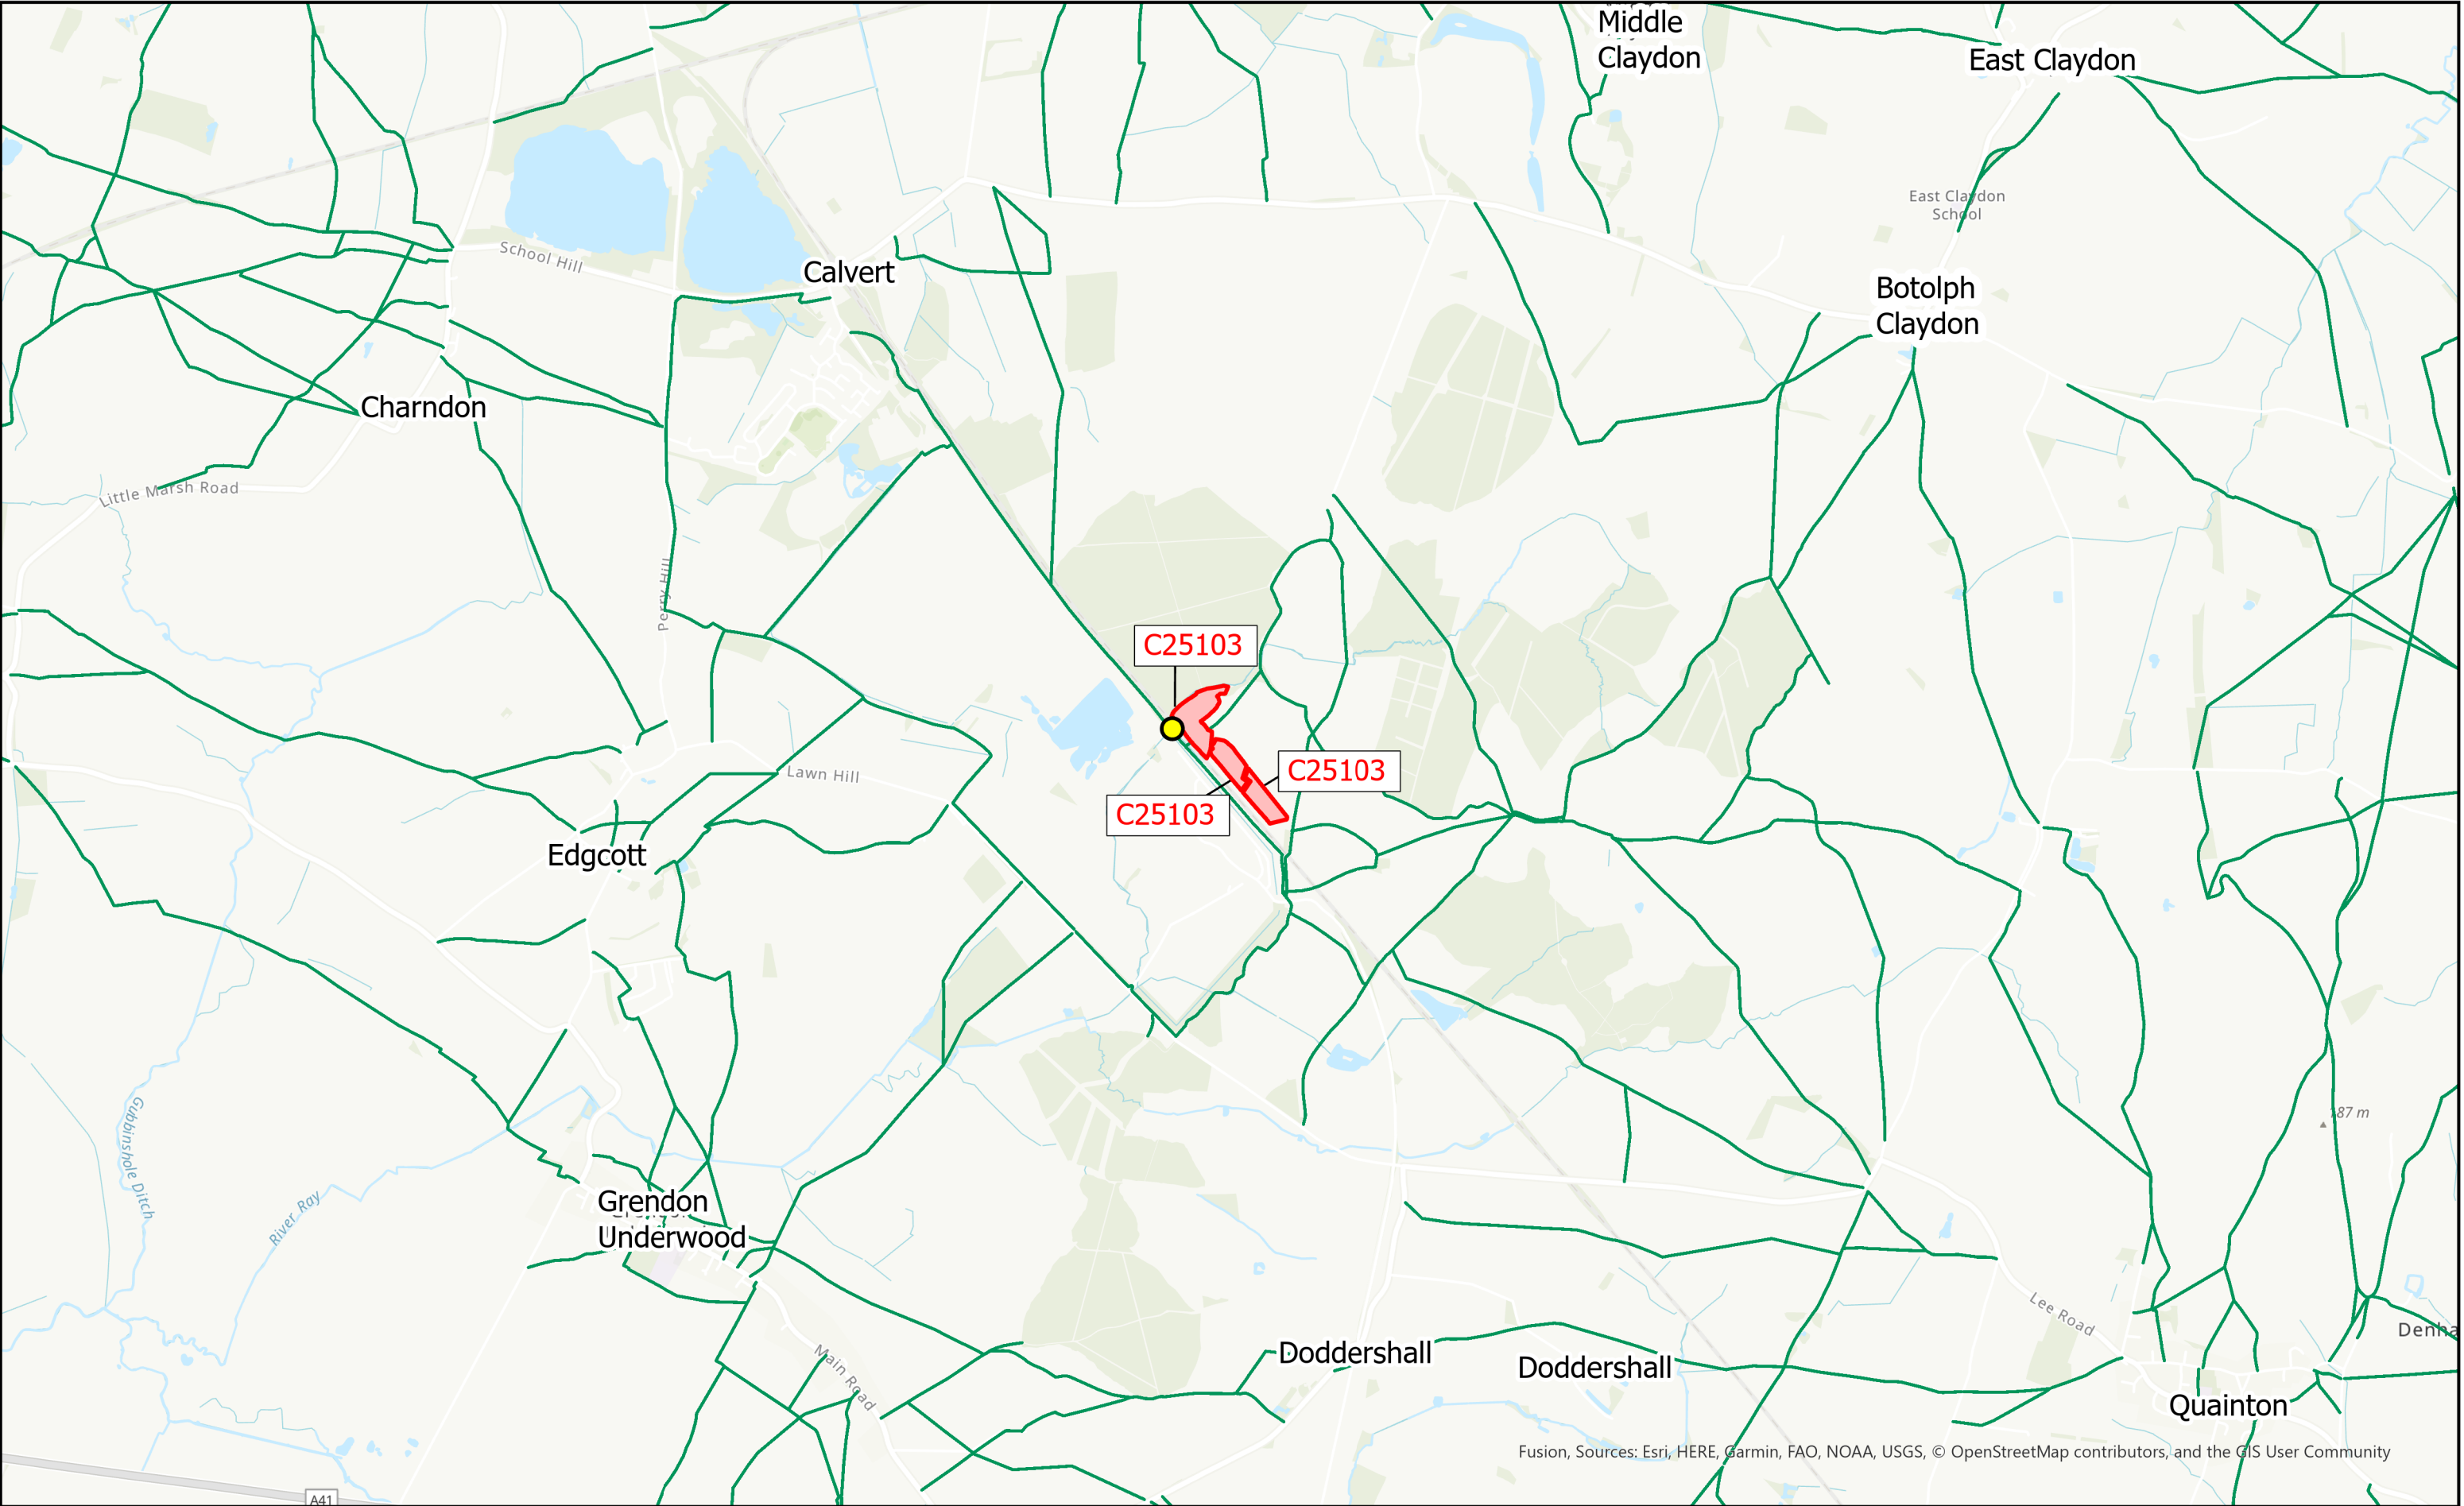 Middle
Claydon
East Claydon
East Claydon
School
School Hill
Calvert
Botolph
Claydon
Charndon
Little Marsh Road
Perry Hill
C25103
C25103
Lawn Hill
C25103
Edgcott
Gubbinshole Ditch
187 m
River Ray
Grendon
Underwood
Lee Road
Denha
Main Road
Doddershall
Doddershall
Quainton
Fusion, Sources: Esri, HERE, Garmin, FAO, NOAA, USGS, © OpenStreetMap contributors, and the GIS User Community
A41